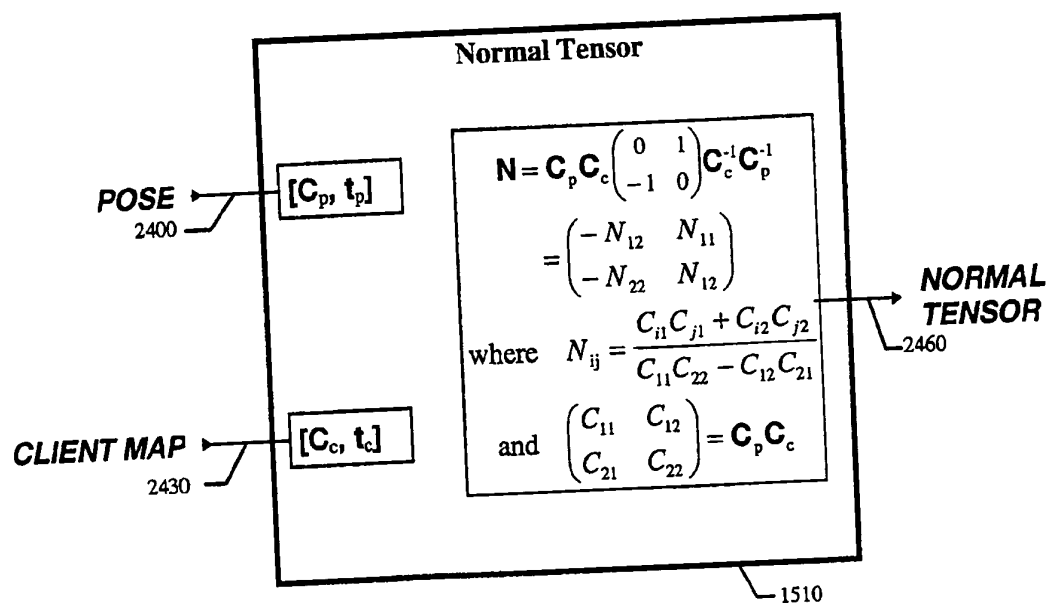 Normal Tensor
POSE
2400
[C_p, t_p]
CLIENT MAP
2430
[C_c, t_c]
N = C_p C_c ( 0 1 ; -1 0 ) C_c^-1 C_p^-1
= ( -N_12 N_11 ; -N_22 N_12 )
where N_ij = (C_i1 C_j1 + C_i2 C_j2) / (C_11 C_22 - C_12 C_21)
and ( C_11 C_12 ; C_21 C_22 ) = C_p C_c
NORMAL
TENSOR
2460
1510